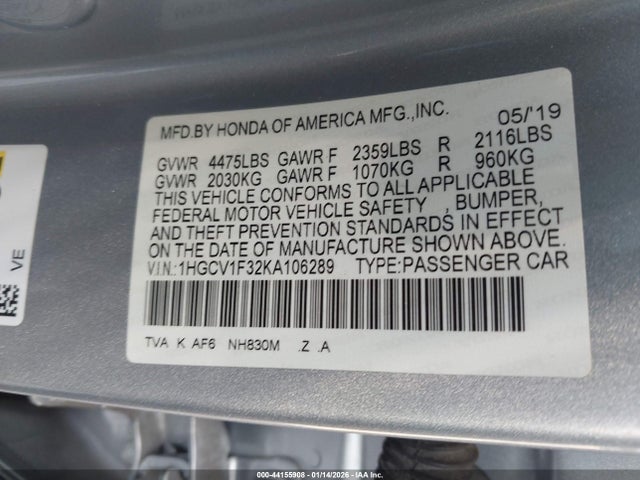 MFD.BY HONDA OF AMERICA MFG.,INC. 05/'19
GVWR 4475LBS GAWR F 2359LBS R 2116LBS
GVWR 2030KG GAWR F 1070KG R 960KG
THIS VEHICLE CONFORMS TO ALL APPLICABLE
FEDERAL MOTOR VEHICLE SAFETY , BUMPER,
AND THEFT PREVENTION STANDARDS IN EFFECT
ON THE DATE OF MANUFACTURE SHOWN ABOVE.
V.I.N.:1HGCV1F32KA106289 TYPE:PASSENGER CAR
TVA K AF6 NH830M .Z .A
VE
000-44155908 - 01/14/2026 - IAA Inc.